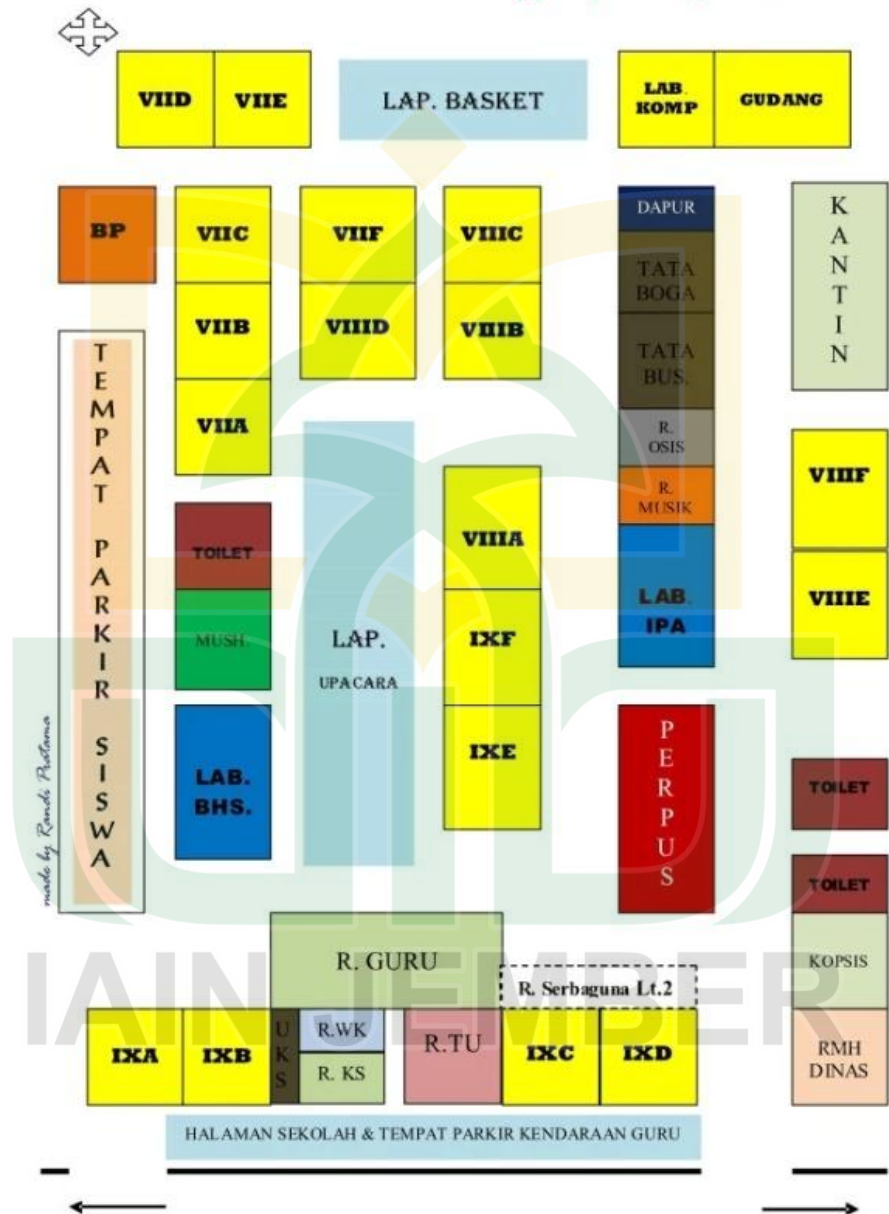 VIID
VIIE
LAP. BASKET
LAB.
KOMP
GUDANG
BP
VIIC
VIIF
VIIIC
DAPUR
KANTIN
TATA
BOGA
VIIB
VIIID
VIIIB
TATA
BUS.
TEMPAT PARKIR SISWA
VIIA
R.
OSIS
VIIIF
R.
MUSIK
TOILET
VIIIA
LAB.
IPA
VIIIE
MUSH.
LAP.
UPACARA
IXF
LAB.
BHS.
IXE
PERPUS
TOILET
made by Randi Pratama
TOILET
R. GURU
KOPSIS
R. Serbaguna Lt.2
IAIN JEMBER
IXA
IXB
UKS
R.WK
R. KS
R.TU
IXC
IXD
RMH
DINAS
HALAMAN SEKOLAH & TEMPAT PARKIR KENDARAAN GURU